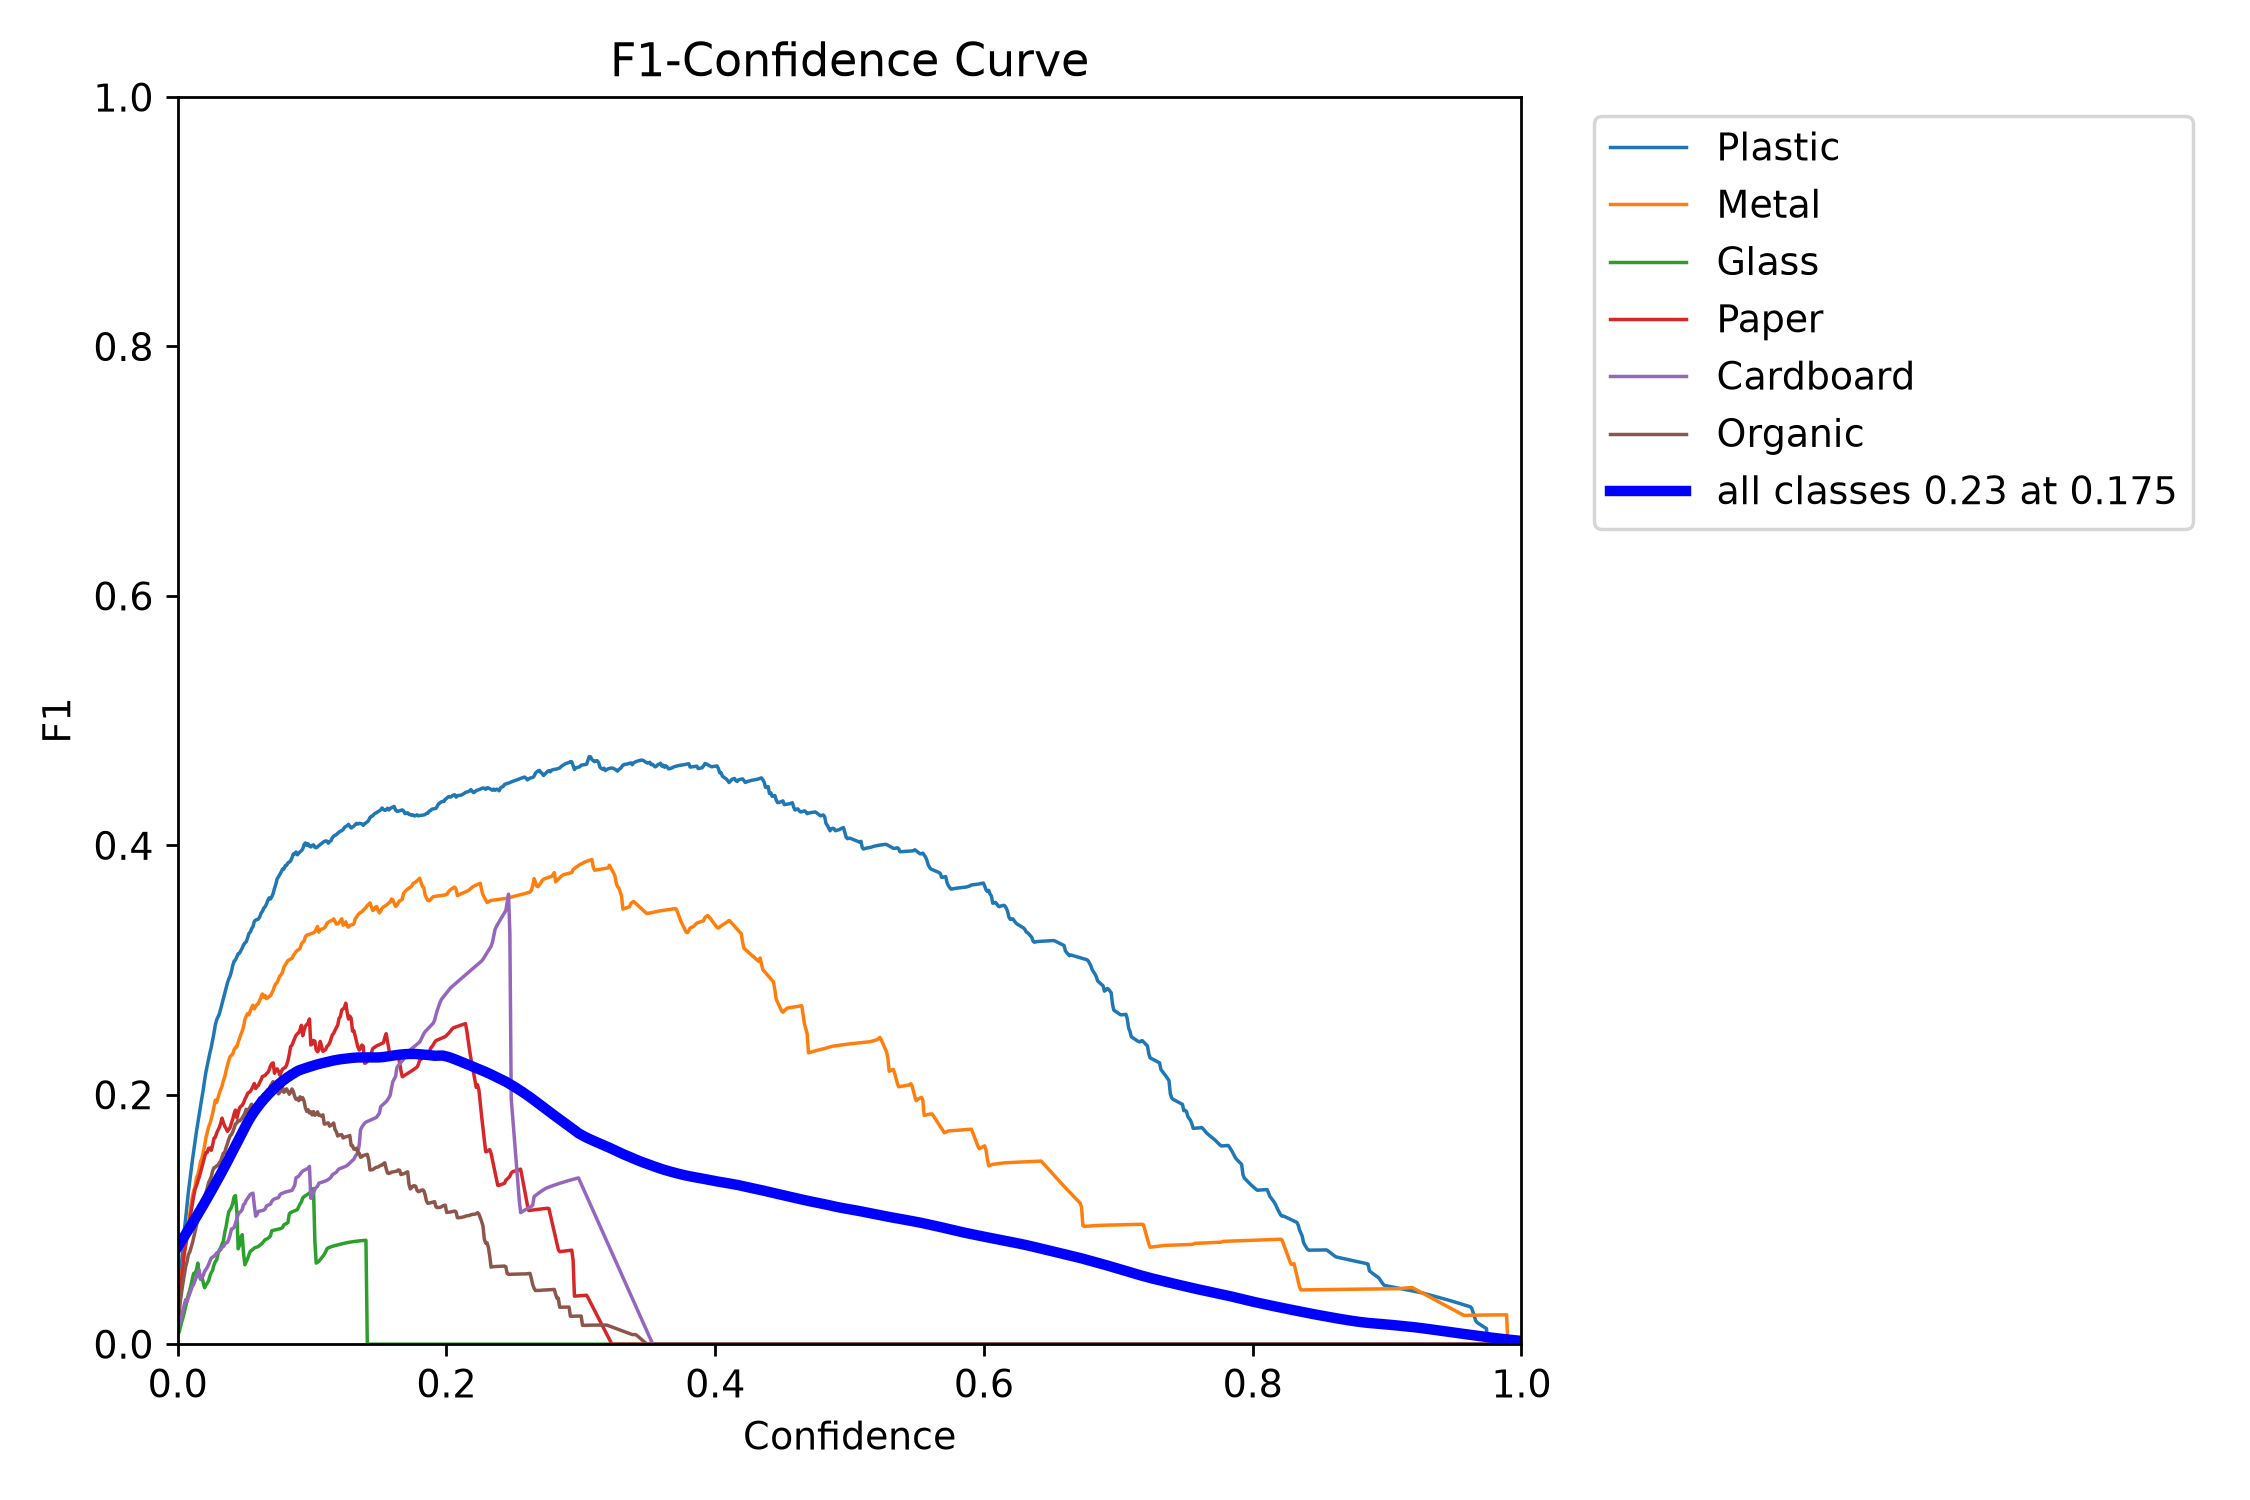 F1-Confidence Curve
1.0
0.8
0.6
0.4
0.2
0.0
F1
0.0 0.2 0.4 0.6 0.8 1.0
Confidence
Plastic
Metal
Glass
Paper
Cardboard
Organic
all classes 0.23 at 0.175